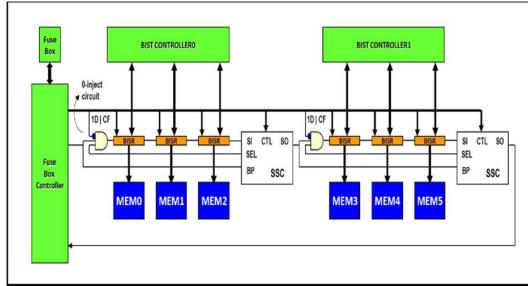 Fuse
Box
BIST CONTROLLER0
BIST CONTROLLER1
0-inject
circuit
1D | CF
1D | CF
BISR
BISR
BISR
SI CTL SO
SEL
BP SSC
BISR
BISR
BISR
SI CTL SO
SEL
BP SSC
Fuse
Box
Controller
MEM0
MEM1
MEM2
MEM3
MEM4
MEM5